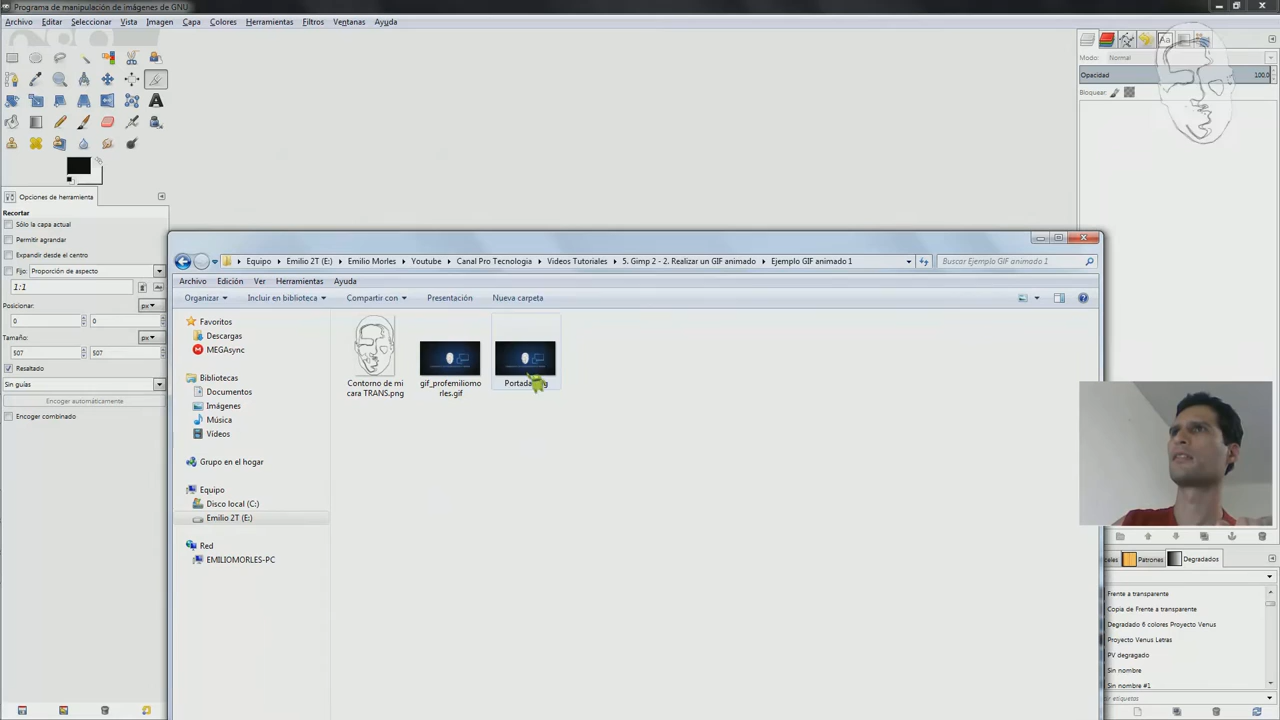 Programa de manipulación de imágenes de GNU
Archivo Editar Seleccionar Vista Imagen Capa Colores Herramientas Filtros Ventanas Ayuda
Modo: Normal
Opacidad 100,0
Bloquear:
Opciones de herramienta
Recortar
Sólo la capa actual
Permitir agrandar
Expandir desde el centro
Fijo: Proporción de aspecto
1:1
Posicionar: px
0 0
Tamaño: px
507 507
Resaltado
Sin guías
Encoger automáticamente
Encoger combinado
Equipo Emilio 2T (E:) Emilio Morles Youtube Canal Pro Tecnologia Videos Tutoriales 5. Gimp 2 - 2. Realizar un GIF animado Ejemplo GIF animado 1 Buscar Ejemplo GIF animado 1
Archivo Edición Ver Herramientas Ayuda
Organizar Incluir en biblioteca Compartir con Presentación Nueva carpeta
Favoritos
Descargas
MEGAsync
Bibliotecas
Documentos
Imágenes
Música
Vídeos
Grupo en el hogar
Equipo
Disco local (C:)
Emilio 2T (E:)
Red
EMILIOMORLES-PC
Contorno de mi
cara TRANS.png
gif_profemiliomo
rles.gif
Patrones Degradados
Frente a transparente
Copia de Frente a transparente
Degradado 6 colores Proyecto Venus
Proyecto Venus Letras
PV degragado
Sin nombre
Sin nombre #1